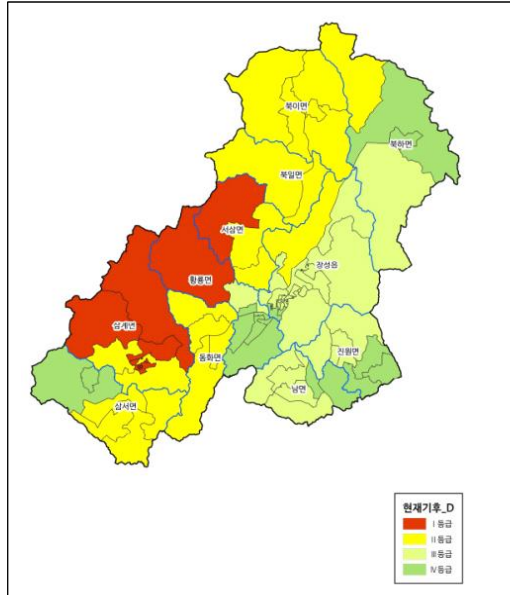 북이면
북하면
북일면
서삼면
장성읍
황룡면
삼계면
동화면
진원면
남면
삼서면
현재기후_D
Ⅰ등급
Ⅱ등급
Ⅲ등급
Ⅳ등급